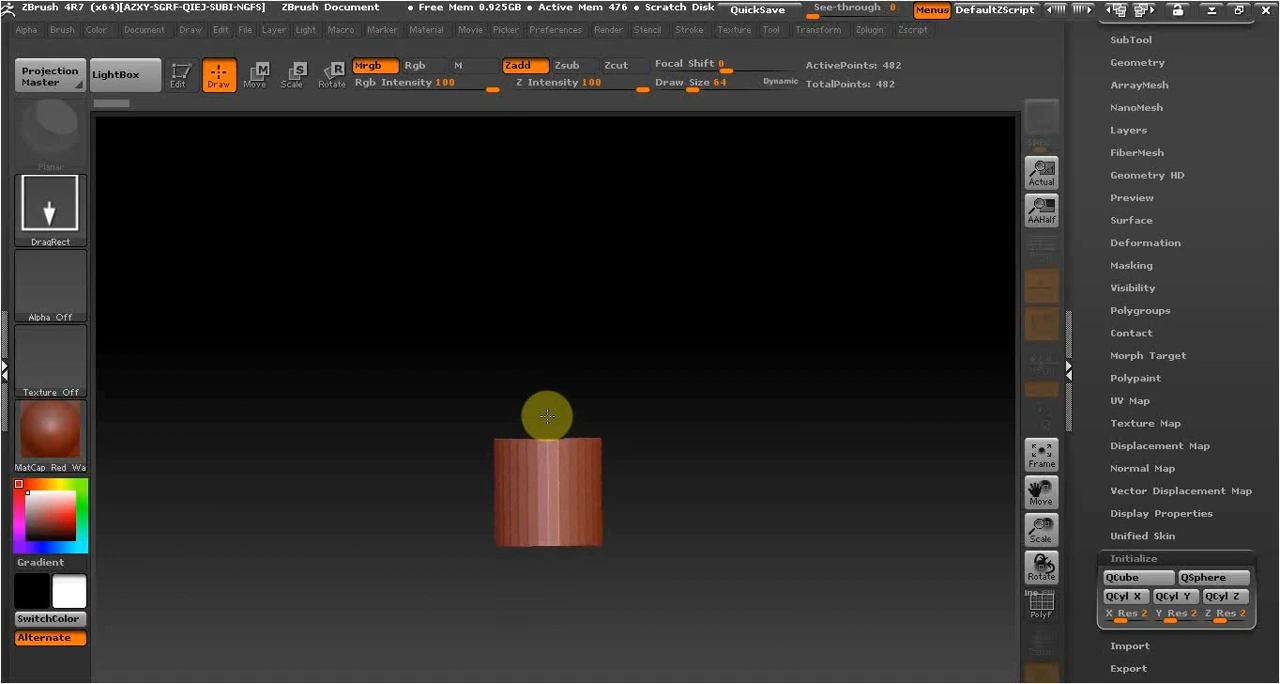 ZBrush 4R7 (x64)[AZXY-SGRF-QIEJ-SUBI-NGFS] ZBrush Document • Free Mem 0.925GB • Active Mem 476 • Scratch Disk QuickSave See-through 0 Menus DefaultZScript
Alpha Brush Color Document Draw Edit File Layer Light Macro Marker Material Movie Picker Preferences Render Stencil Stroke Texture Tool Transform Zplugin Zscript
Projection Master
LightBox
Edit
Draw
Move
Scale
Rotate
Mrgb Rgb M
Rgb Intensity 100
Zadd Zsub Zcut
Z Intensity 100
Focal Shift 0
Draw Size 64 Dynamic
ActivePoints: 482
TotalPoints: 482
Planar
DragRect
Alpha Off
Texture Off
MatCap Red Wa
Gradient
SwitchColor
Alternate
Actual
AAHalf
Frame
Move
Scale
Rotate
PolyF
SubTool
Geometry
ArrayMesh
NanoMesh
Layers
FiberMesh
Geometry HD
Preview
Surface
Deformation
Masking
Visibility
Polygroups
Contact
Morph Target
Polypaint
UV Map
Texture Map
Displacement Map
Normal Map
Vector Displacement Map
Display Properties
Unified Skin
Initialize
QCube QSphere
QCyl X QCyl Y QCyl Z
X Res 2 Y Res 2 Z Res 2
Import
Export